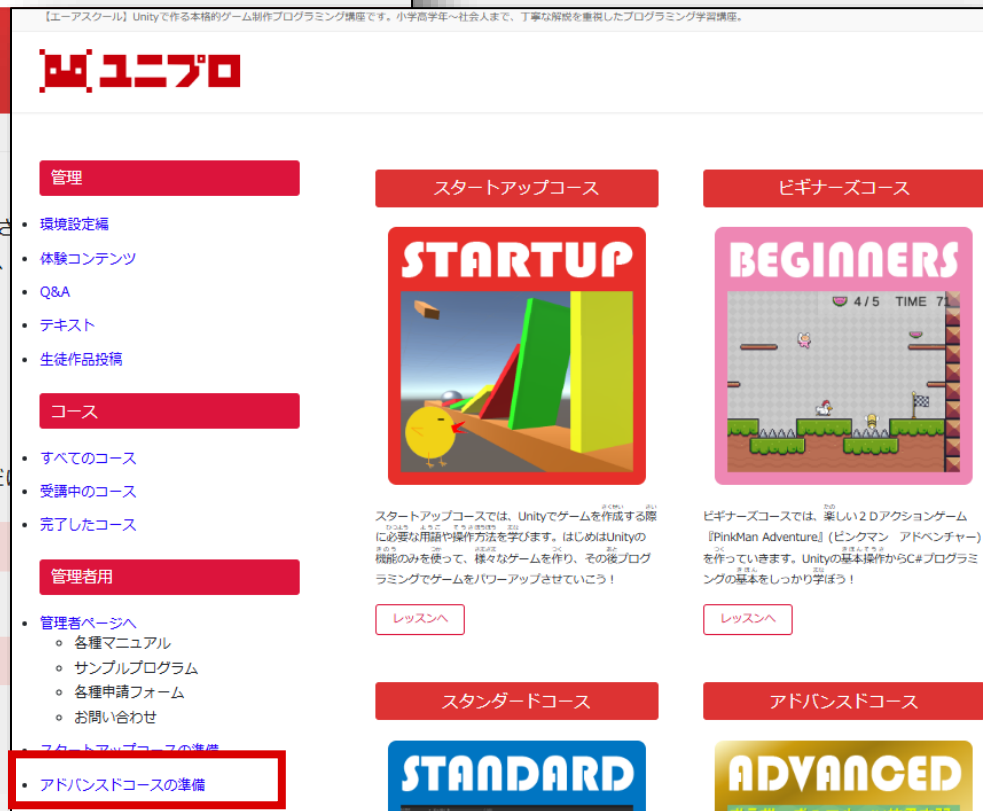 【エーアスクール】Unityで作る本格的ゲーム制作プログラミング講座です。小学高学年～社会人まで、丁寧な解説を重視したプログラミング学習講座。
ユニプロ
管理
環境設定編
体験コンテンツ
Q&A
テキスト
生徒作品投稿
コース
すべてのコース
受講中のコース
完了したコース
管理者用
管理者ページへ
各種マニュアル
サンプルプログラム
各種申請フォーム
お問い合わせ
スタートアップコースの準備
アドバンスドコースの準備
スタートアップコース
STARTUP
スタートアップコースでは、Unityでゲームを作成する際
に必要な用語や操作方法を学びます。はじめはUnityの
機能のみを使って、様々なゲームを作り、その後プログ
ラミングでゲームをパワーアップさせていこう！
レッスンへ
ビギナーズコース
BEGINNERS
4/5 TIME 71
ビギナーズコースでは、楽しい２Dアクションゲーム
『PinkMan Adventure』(ピンクマン　アドベンチャー)
を作っていきます。Unityの基本操作からC#プログラミ
ングの基本をしっかり学ぼう！
レッスンへ
スタンダードコース
STANDARD
アドバンスドコース
ADVANCED